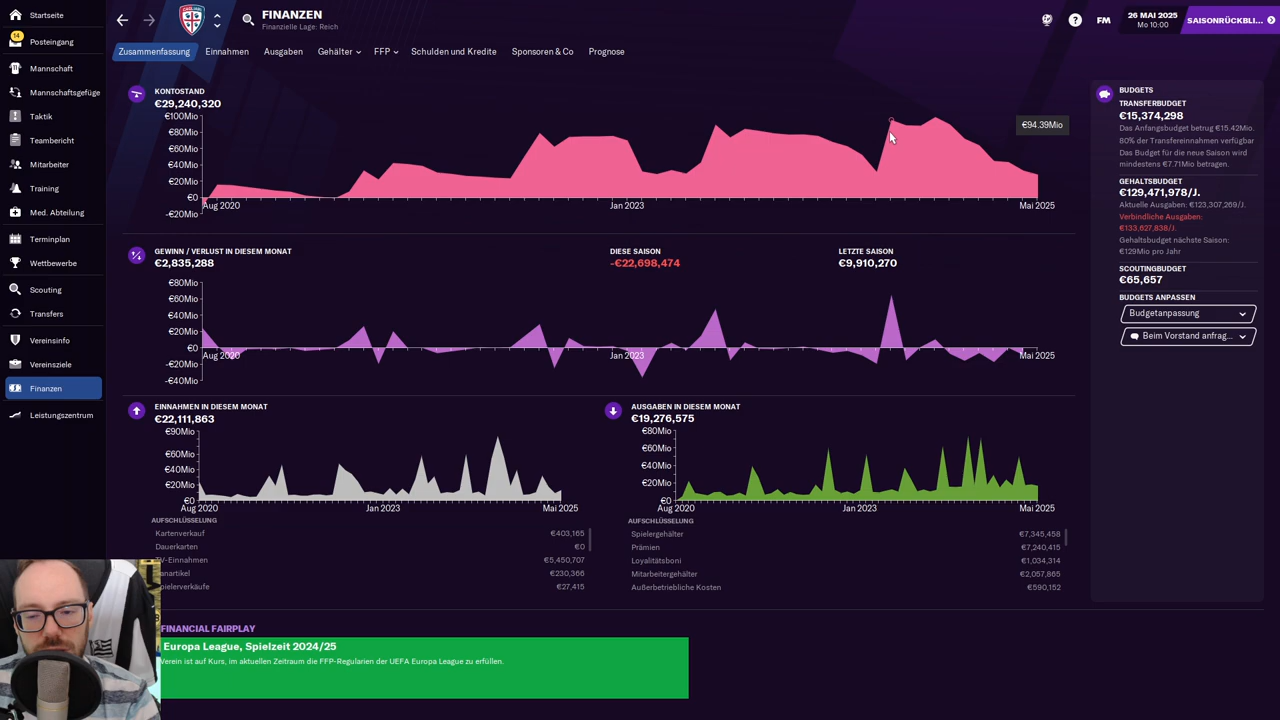 Startseite
14
Posteingang
Mannschaft
Mannschaftsgefüge
Taktik
Teambericht
Mitarbeiter
Training
Med. Abteilung
Terminplan
Wettbewerbe
Scouting
Transfers
Vereinsinfo
Vereinsziele
Finanzen
Leistungszentrum
FINANZEN
Finanzielle Lage: Reich
?
FM
26 MAI 2025
Mo 10:00
SAISONRÜCKBLI...
Zusammenfassung
Einnahmen
Ausgaben
Gehälter
FFP
Schulden und Kredite
Sponsoren & Co
Prognose
KONTOSTAND
€29,240,320
€100Mio
€80Mio
€60Mio
€40Mio
€20Mio
€0
-€20Mio
Aug 2020
Jan 2023
Mai 2025
€94.39Mio
GEWINN / VERLUST IN DIESEM MONAT
€2,835,288
DIESE SAISON
-€22,698,474
LETZTE SAISON
€9,910,270
€80Mio
€60Mio
€40Mio
€20Mio
€0
-€20Mio
-€40Mio
Aug 2020
Jan 2023
Mai 2025
EINNAHMEN IN DIESEM MONAT
€22,111,863
€90Mio
€60Mio
€40Mio
€20Mio
€0
Aug 2020
Jan 2023
Mai 2025
AUFSCHLÜSSELUNG
Kartenverkauf €403,165
Dauerkarten €0
TV-Einnahmen €5,450,707
anartikel €230,366
pielerverkäufe €27,415
AUSGABEN IN DIESEM MONAT
€19,276,575
€80Mio
€60Mio
€40Mio
€20Mio
€0
Aug 2020
Jan 2023
Mai 2025
AUFSCHLÜSSELUNG
Spielergehälter €7,345,458
Prämien €7,240,415
Loyalitätsboni €1,034,314
Mitarbeitergehälter €2,057,865
Außerbetriebliche Kosten €590,152
FINANCIAL FAIRPLAY
Europa League, Spielzeit 2024/25
Verein ist auf Kurs, im aktuellen Zeitraum die FFP-Regularien der UEFA Europa League zu erfüllen.
BUDGETS
TRANSFERBUDGET
€15,374,298
Das Anfangsbudget betrug €15.42Mio.
80% der Transfereinnahmen verfügbar
Das Budget für die neue Saison wird
mindestens €7.71Mio betragen.
GEHALTSBUDGET
€129,471,978/J.
Aktuelle Ausgaben: €123,307,269/J.
Verbindliche Ausgaben:
€133,627,838/J.
Gehaltsbudget nächste Saison:
€129Mio pro Jahr
SCOUTINGBUDGET
€65,657
BUDGETS ANPASSEN
Budgetanpassung
Beim Vorstand anfrag...